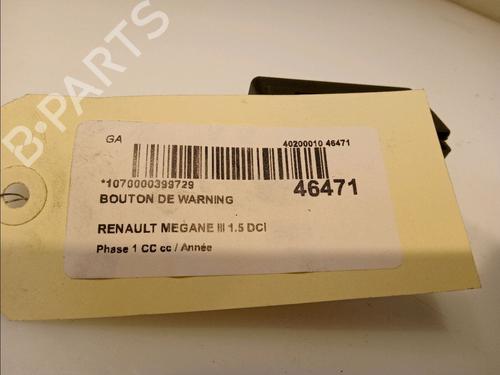 B-PARTS
GA
40200010 46471
*1070000399729
46471
BOUTON DE WARNING
RENAULT MEGANE III 1.5 DCI
Phase 1 CC cc / Année